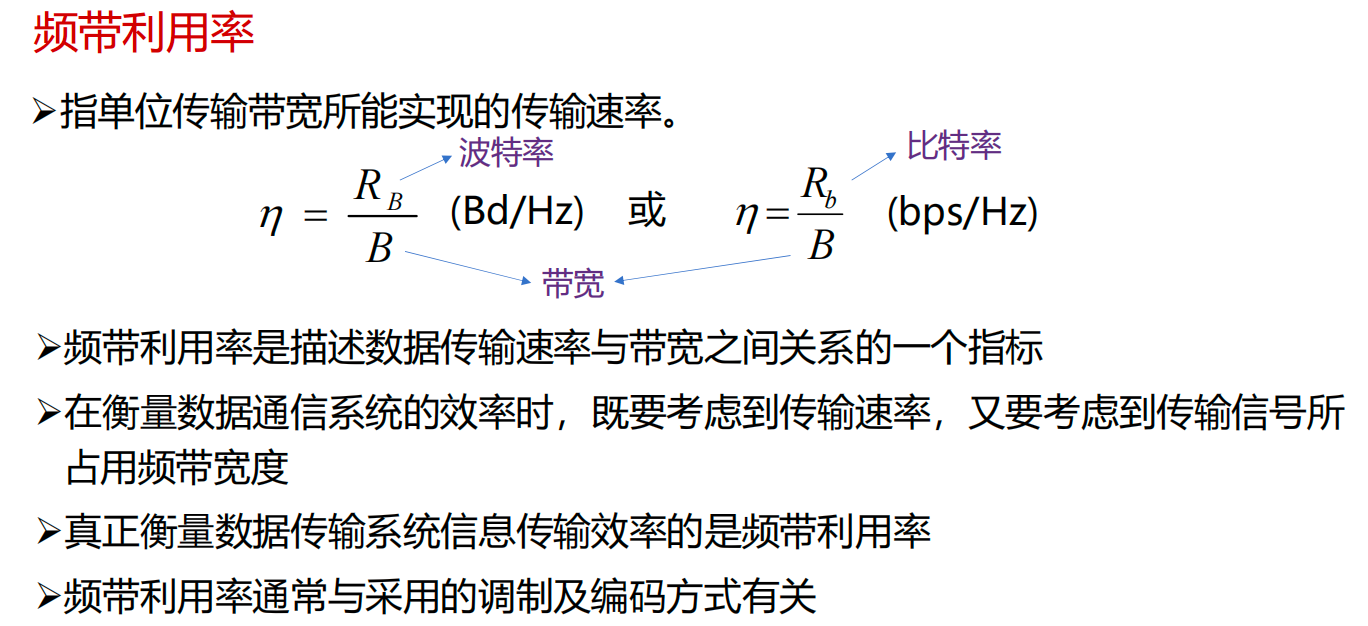 频带利用率
➢指单位传输带宽所能实现的传输速率。
波特率
比特率
η = R_B / B (Bd/Hz) 或 η = R_b / B (bps/Hz)
带宽
➢频带利用率是描述数据传输速率与带宽之间关系的一个指标
➢在衡量数据通信系统的效率时，既要考虑到传输速率，又要考虑到传输信号所
占用频带宽度
➢真正衡量数据传输系统信息传输效率的是频带利用率
➢频带利用率通常与采用的调制及编码方式有关